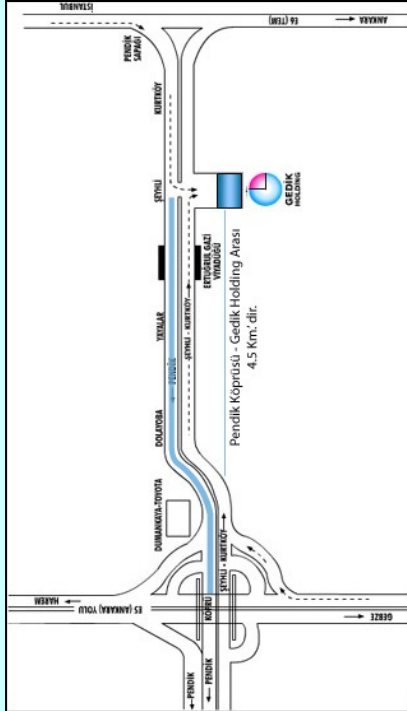 İSTANBUL
ANKARA
E6 (TEM)
PENDİK
SAPAĞI
KURTKÖY
ŞEYHLİ
GEDİK
HOLDING
ERTUĞRUL GAZİ
VİYADÜĞÜ
YAYALAR
PENDİK
ŞEYHLİ - KURTKÖY
Pendik Köprüsü - Gedik Holding Arası
4.5 Km.' dir.
DOLAYOBA
DUMANKAYA-TOYOTA
ŞEYHLİ - KURTKÖY
KÖPRÜ
HAREM
E5 (ANKARA) YOLU
GEBZE
PENDİK
PENDİK